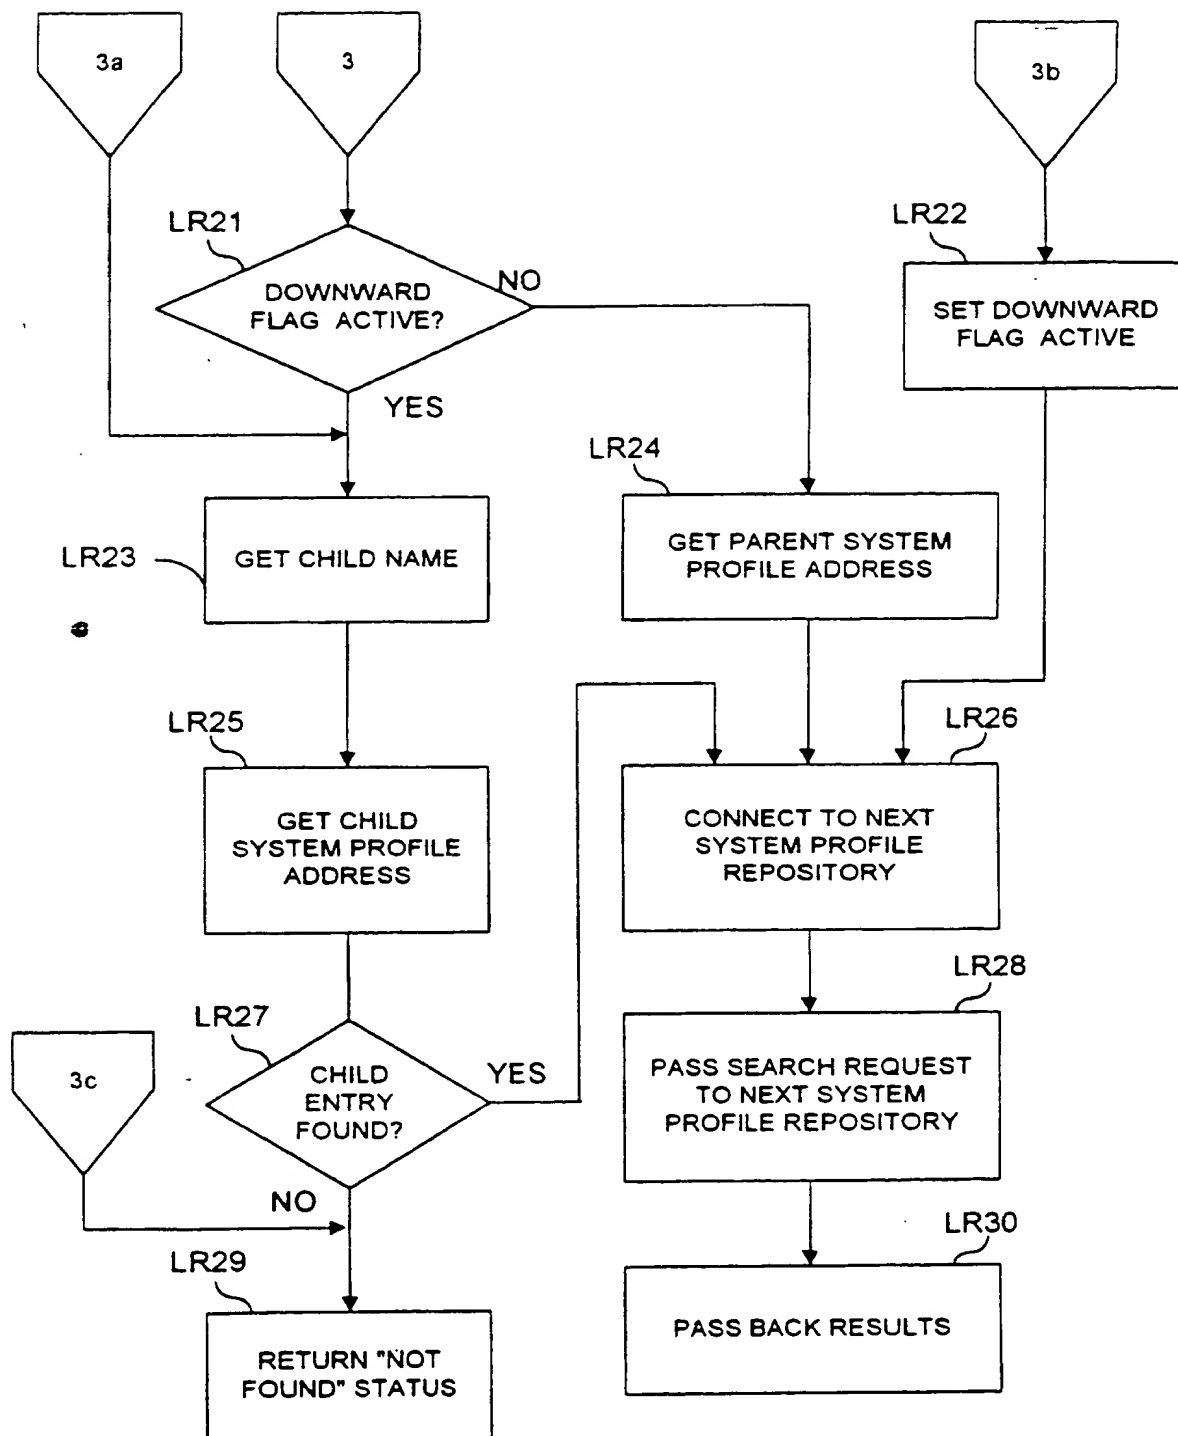 3a
3
3b
LR21
DOWNWARD
FLAG ACTIVE?
NO
YES
LR22
SET DOWNWARD
FLAG ACTIVE
LR23
GET CHILD NAME
LR24
GET PARENT SYSTEM
PROFILE ADDRESS
LR25
GET CHILD
SYSTEM PROFILE
ADDRESS
LR26
CONNECT TO NEXT
SYSTEM PROFILE
REPOSITORY
3c
LR27
CHILD
ENTRY
FOUND?
YES
NO
LR28
PASS SEARCH REQUEST
TO NEXT SYSTEM
PROFILE REPOSITORY
LR29
RETURN "NOT
FOUND" STATUS
LR30
PASS BACK RESULTS